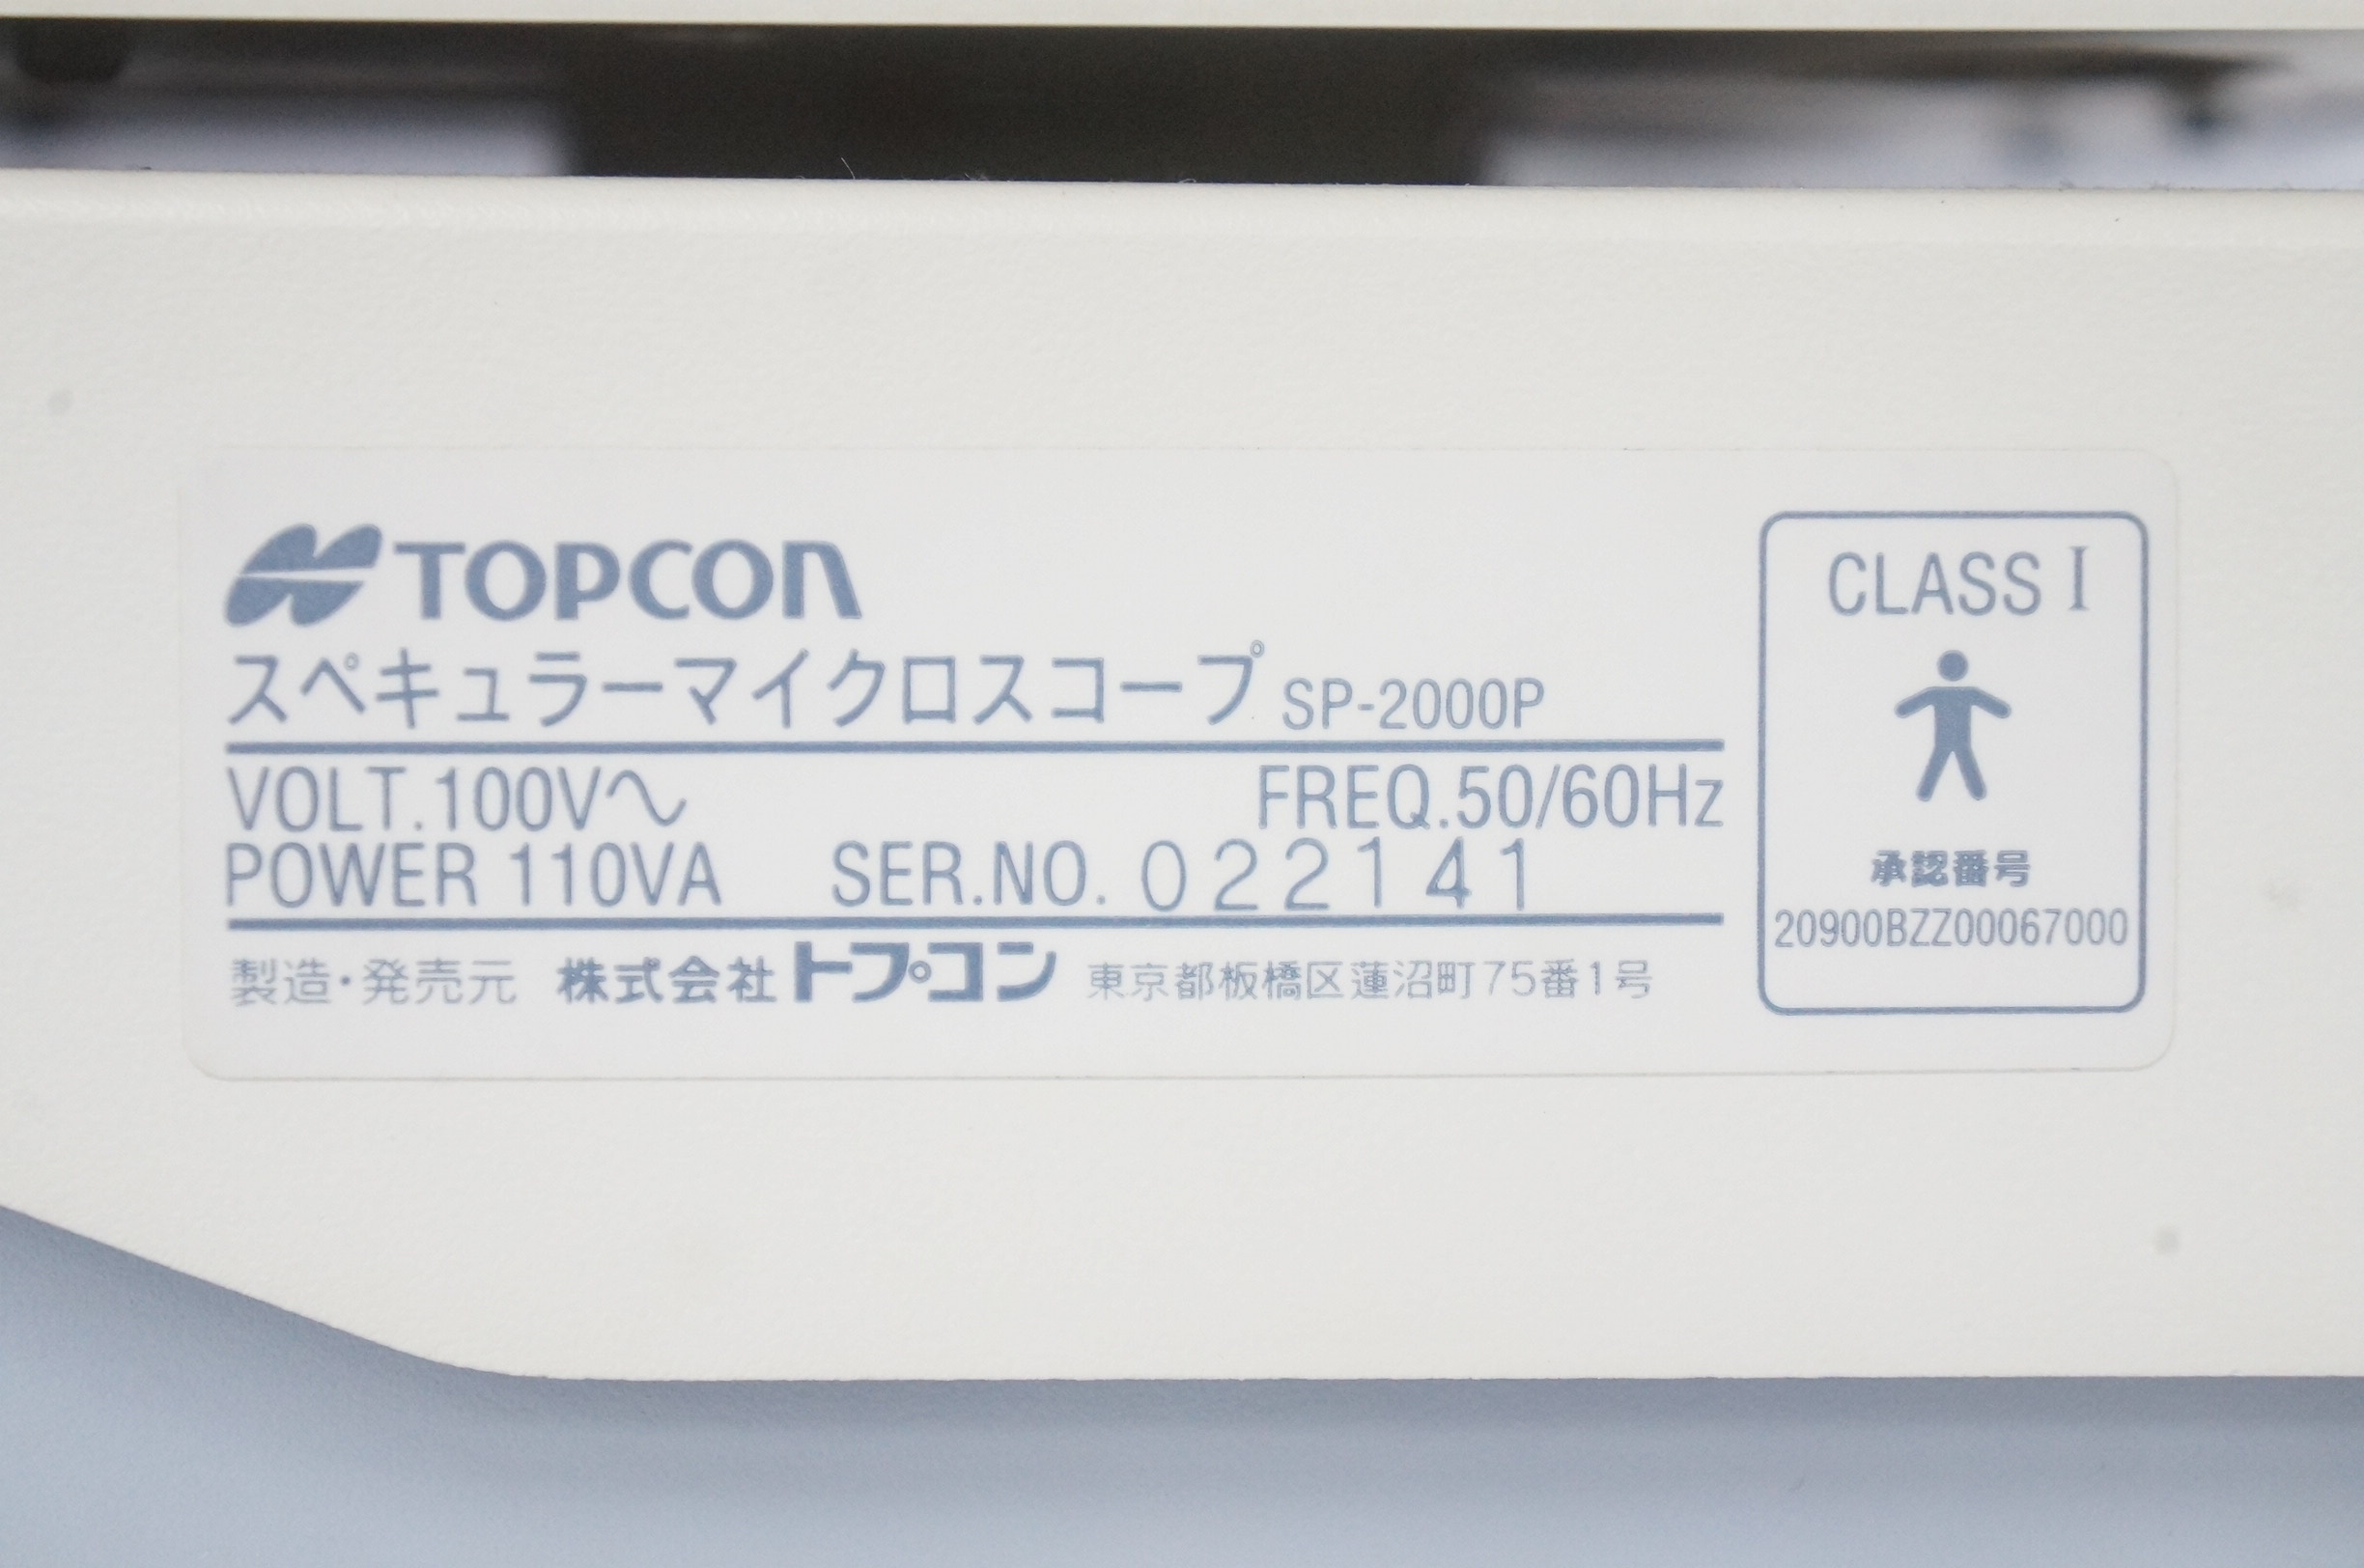 TOPCON
スペキュラーマイクロスコープ SP-2000P
VOLT.100V～ FREQ.50/60Hz
POWER 110VA SER.NO. 022141
製造・発売元 株式会社トプコン 東京都板橋区蓮沼町75番1号
CLASS I
承認番号
20900BZZ00067000